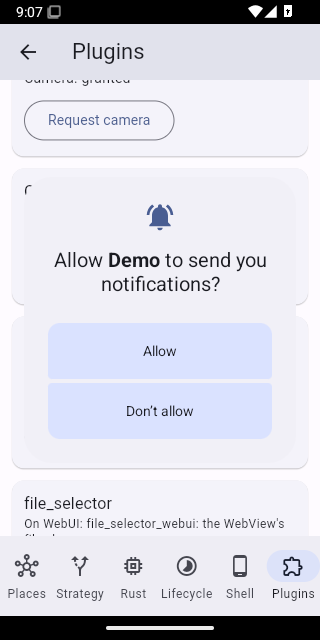 9:07
Plugins
Camera: granted
Request camera
Allow Demo to send you
notifications?
Allow
Don't allow
file_selector
On WebUI: file_selector_webui: the WebView's
Places
Strategy
Rust
Lifecycle
Shell
Plugins